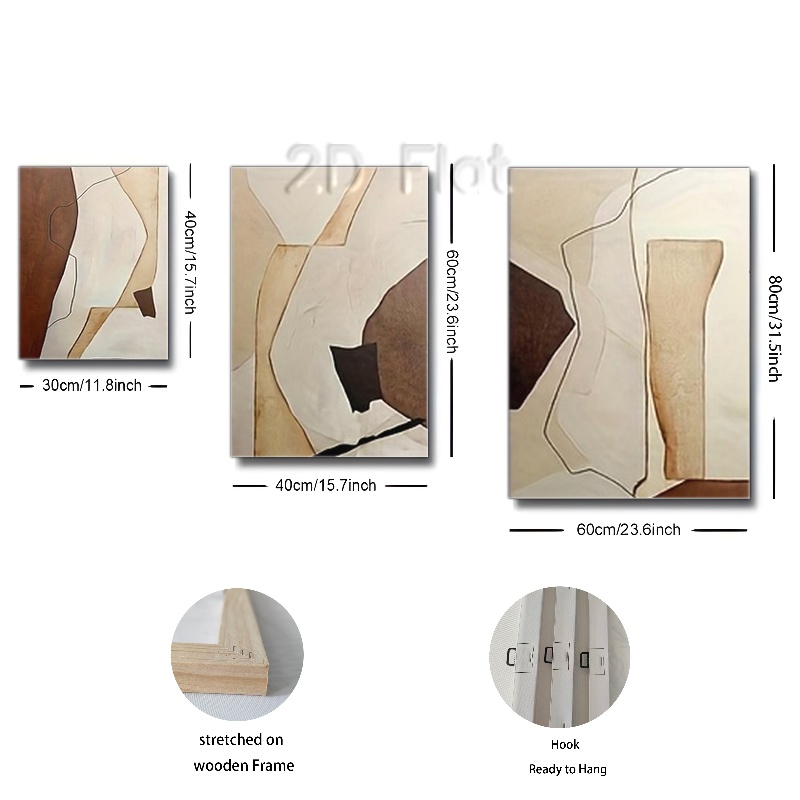 2D Flat
40cm/15.7inch
30cm/11.8inch
60cm/23.6inch
40cm/15.7inch
80cm/31.5inch
60cm/23.6inch
stretched on
wooden Frame
Hook
Ready to Hang